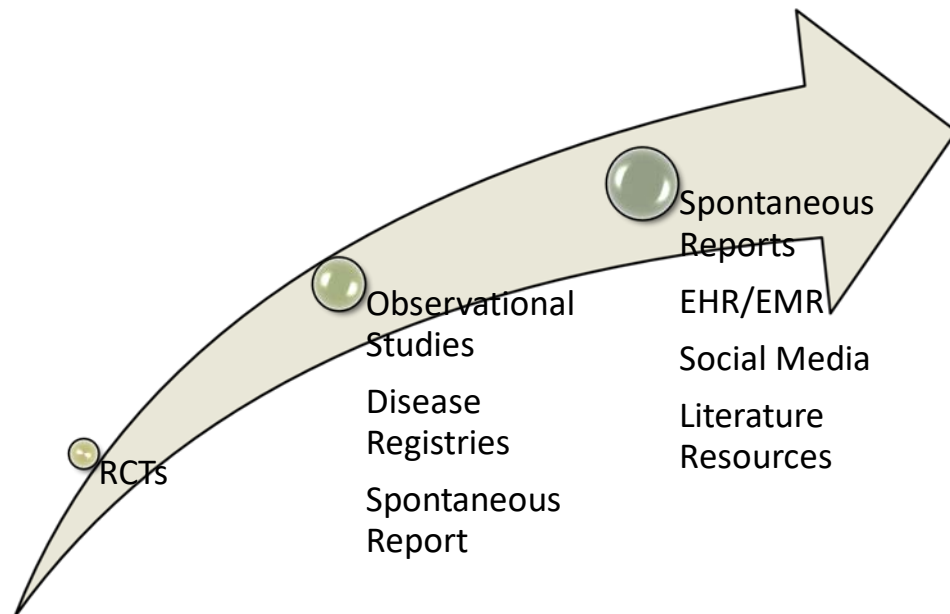 RCTs
Observational
Studies
Disease
Registries
Spontaneous
Report
Spontaneous
Reports
EHR/EMR
Social Media
Literature
Resources